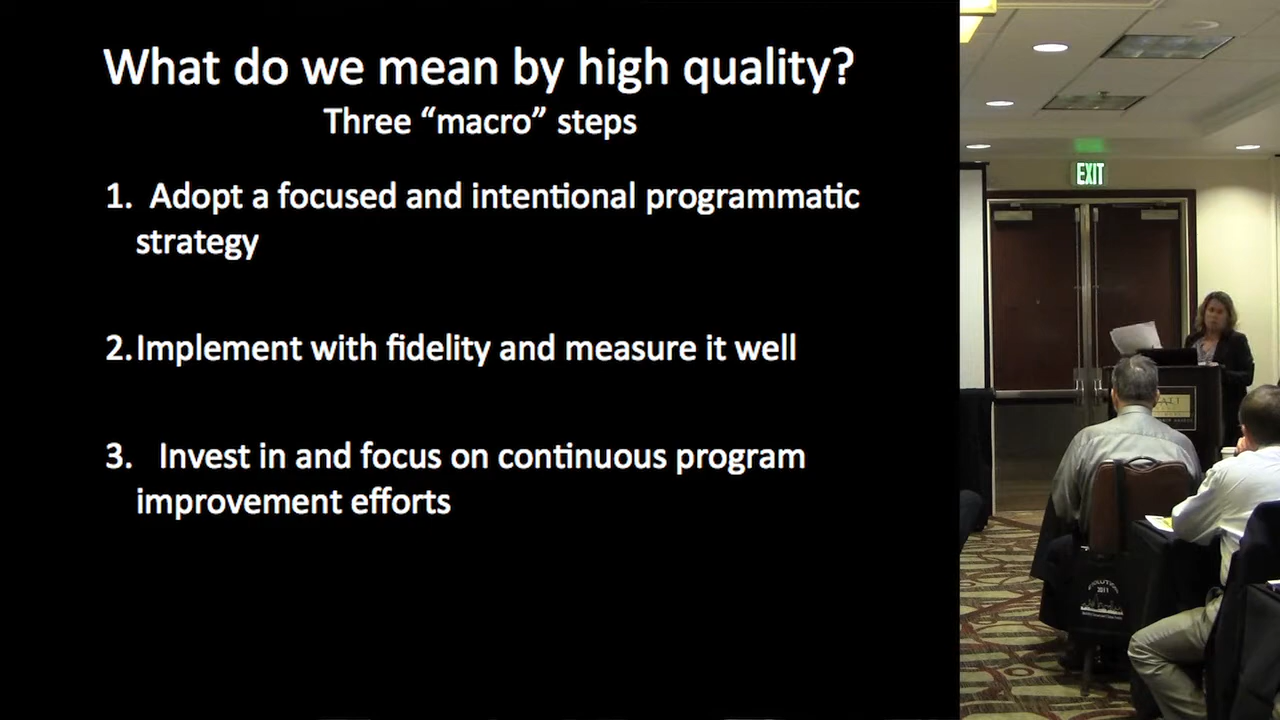 What do we mean by high quality?
Three “macro” steps
1. Adopt a focused and intentional programmatic
strategy
2. Implement with fidelity and measure it well
3. Invest in and focus on continuous program
improvement efforts
EXIT
2011